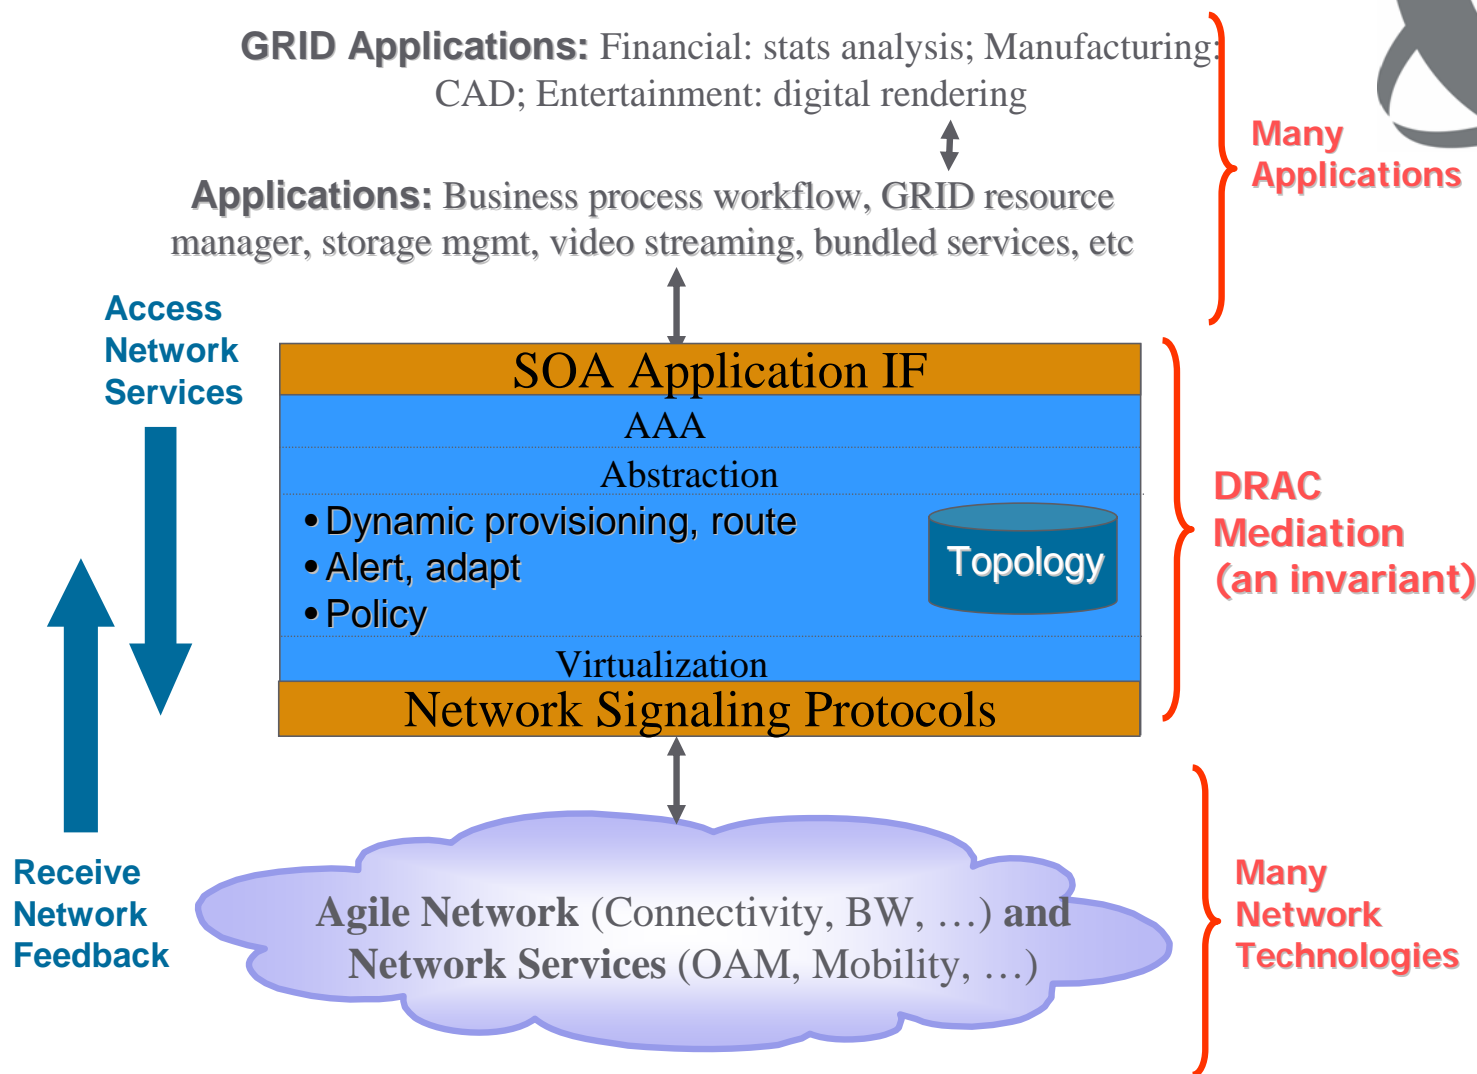 GRID Applications: Financial: stats analysis; Manufacturing:
CAD; Entertainment: digital rendering
Many
Applications
Applications: Business process workflow, GRID resource
manager, storage mgmt, video streaming, bundled services, etc
Access
Network
Services
SOA Application IF
AAA
Abstraction
• Dynamic provisioning, route
• Alert, adapt
• Policy
Topology
Virtualization
Network Signaling Protocols
DRAC
Mediation
(an invariant)
Receive
Network
Feedback
Agile Network (Connectivity, BW, …) and
Network Services (OAM, Mobility, …)
Many
Network
Technologies